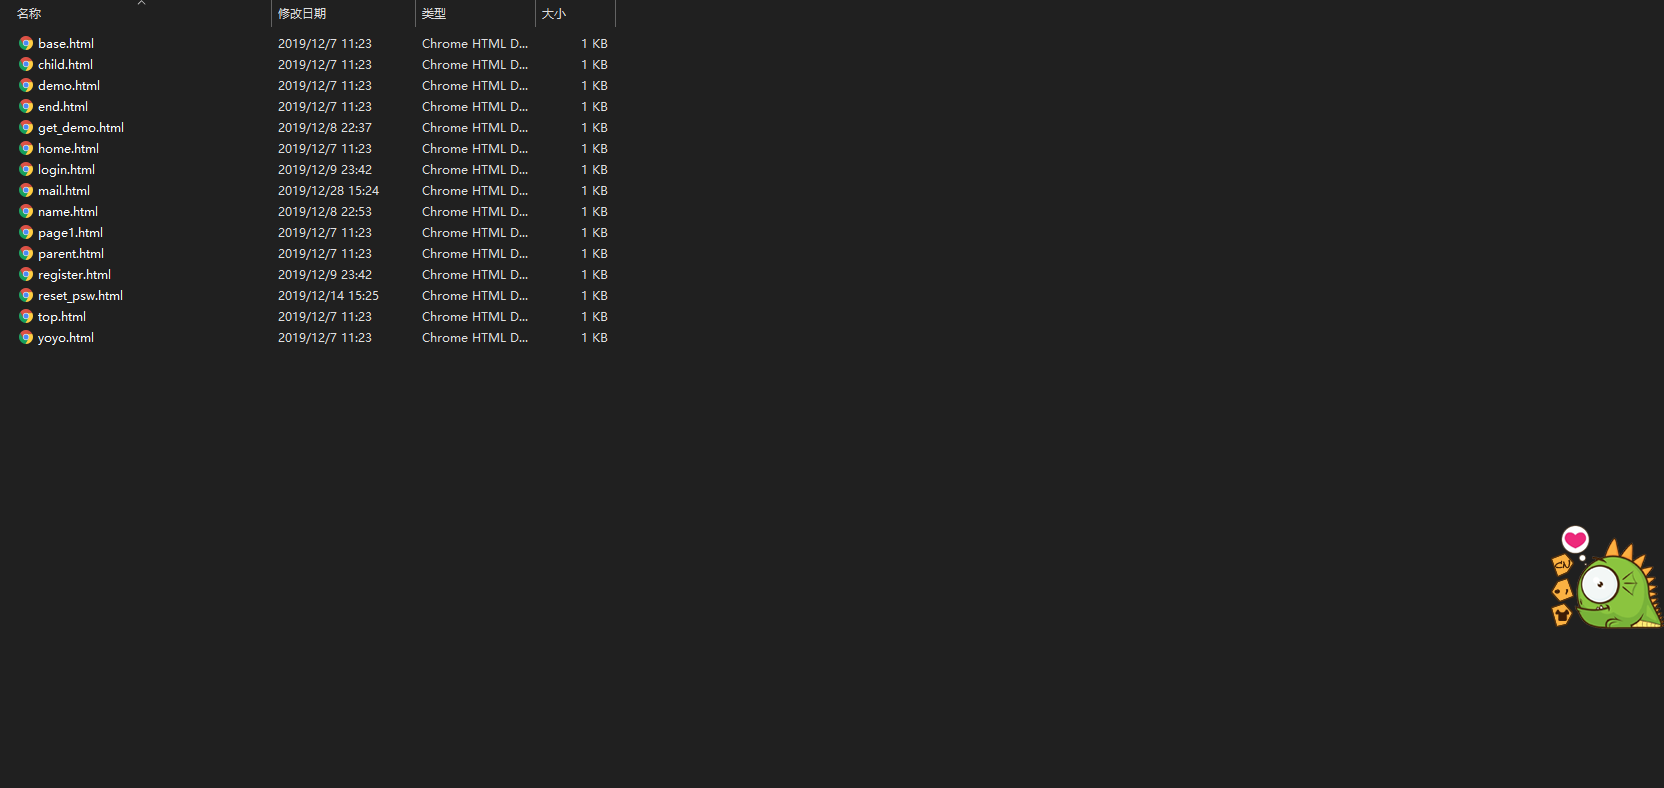 名称 修改日期 类型 大小
base.html 2019/12/7 11:23 Chrome HTML D... 1 KB
child.html 2019/12/7 11:23 Chrome HTML D... 1 KB
demo.html 2019/12/7 11:23 Chrome HTML D... 1 KB
end.html 2019/12/7 11:23 Chrome HTML D... 1 KB
get_demo.html 2019/12/8 22:37 Chrome HTML D... 1 KB
home.html 2019/12/7 11:23 Chrome HTML D... 1 KB
login.html 2019/12/9 23:42 Chrome HTML D... 1 KB
mail.html 2019/12/28 15:24 Chrome HTML D... 1 KB
name.html 2019/12/8 22:53 Chrome HTML D... 1 KB
page1.html 2019/12/7 11:23 Chrome HTML D... 1 KB
parent.html 2019/12/7 11:23 Chrome HTML D... 1 KB
register.html 2019/12/9 23:42 Chrome HTML D... 1 KB
reset_psw.html 2019/12/14 15:25 Chrome HTML D... 1 KB
top.html 2019/12/7 11:23 Chrome HTML D... 1 KB
yoyo.html 2019/12/7 11:23 Chrome HTML D... 1 KB
CN